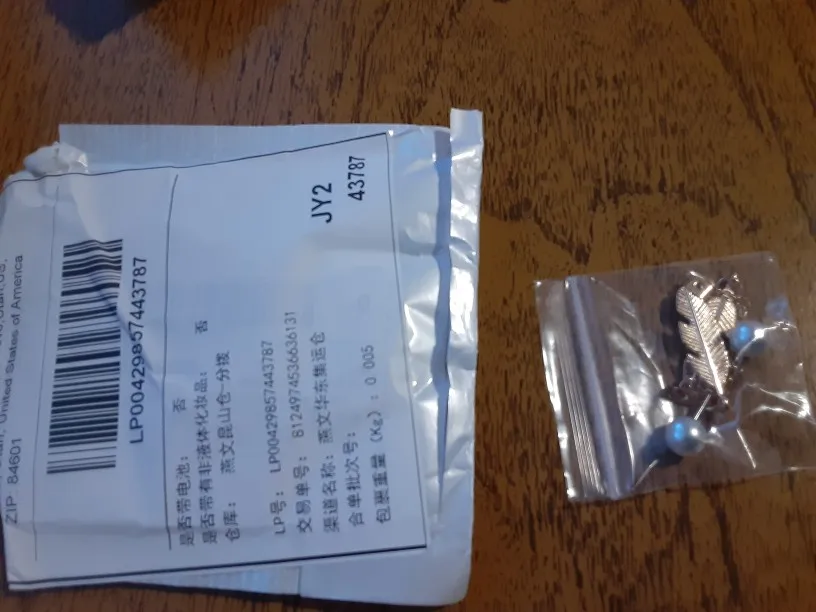 United States of America
ZIP 84601
LP00429857443787
是否带电池： 否
是否带有非液体化妆品： 否
仓库： 燕文昆山仓-分拨
JY2
43787
LP号： LP00429857443787
交易单号： 8124974536636131
渠道名称： 燕文华东集运仓
合单批次号：
包裹重量（Kg）：0 005